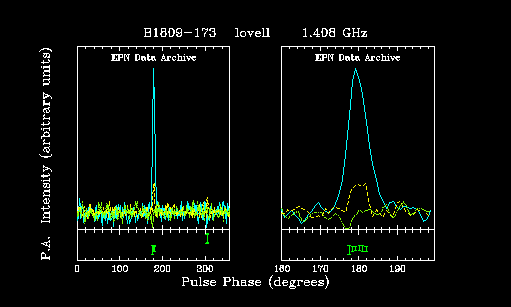 B1809-173 lovell 1.408 GHz
EPN Data Archive EPN Data Archive
P.A. Intensity (arbitrary units)
0 100 200 300 160 170 180 190
Pulse Phase (degrees)